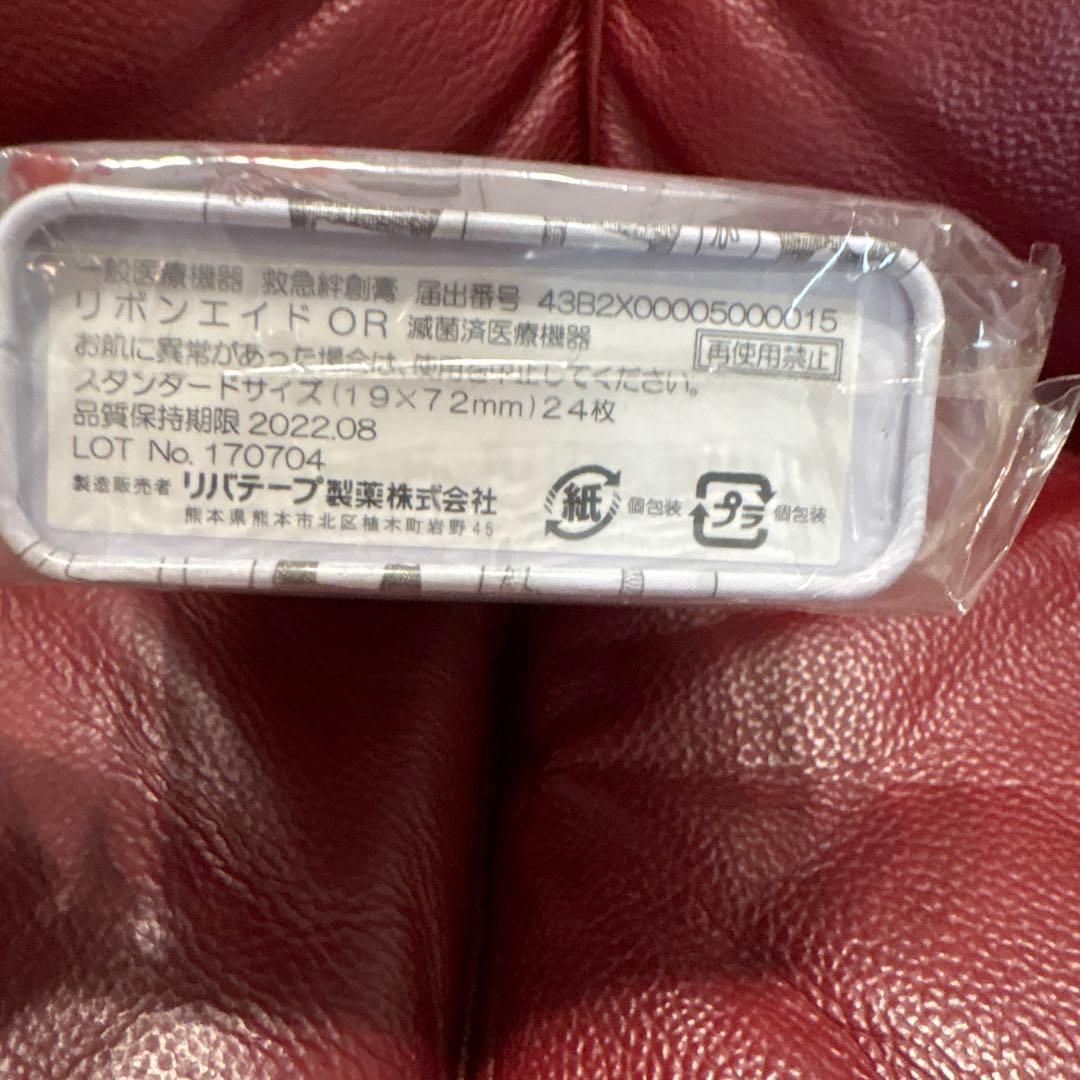 一般医療機器 救急絆創膏 届出番号 43B2X00005000015
リボンエイド OR 滅菌済医療機器
再使用禁止
お肌に異常があった場合は、使用を中止してください。
スタンダードサイズ(19×72mm)24枚
品質保持期限 2022.08
LOT No. 170704
製造販売者 リバテープ製薬株式会社
熊本県熊本市北区植木町岩野45
紙 個包装
プラ 個包装